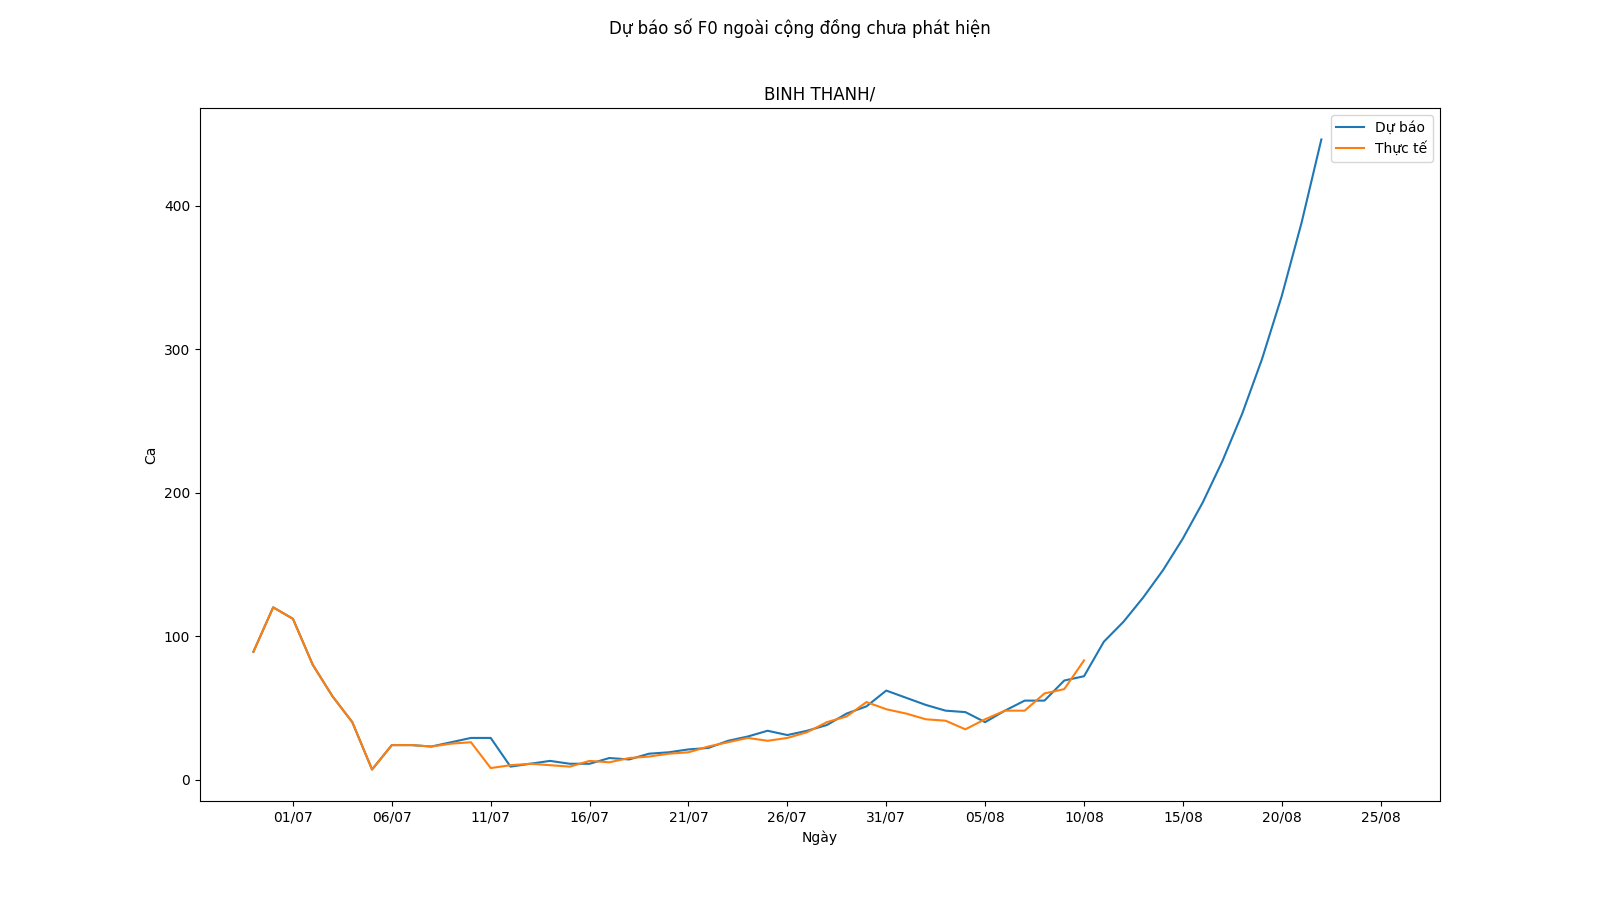 Dự báo số F0 ngoài cộng đồng chưa phát hiện
BINH THANH/
Dự báo
Thực tế
400
300
200
100
0
Ca
01/07 06/07 11/07 16/07 21/07 26/07 31/07 05/08 10/08 15/08 20/08 25/08
Ngày